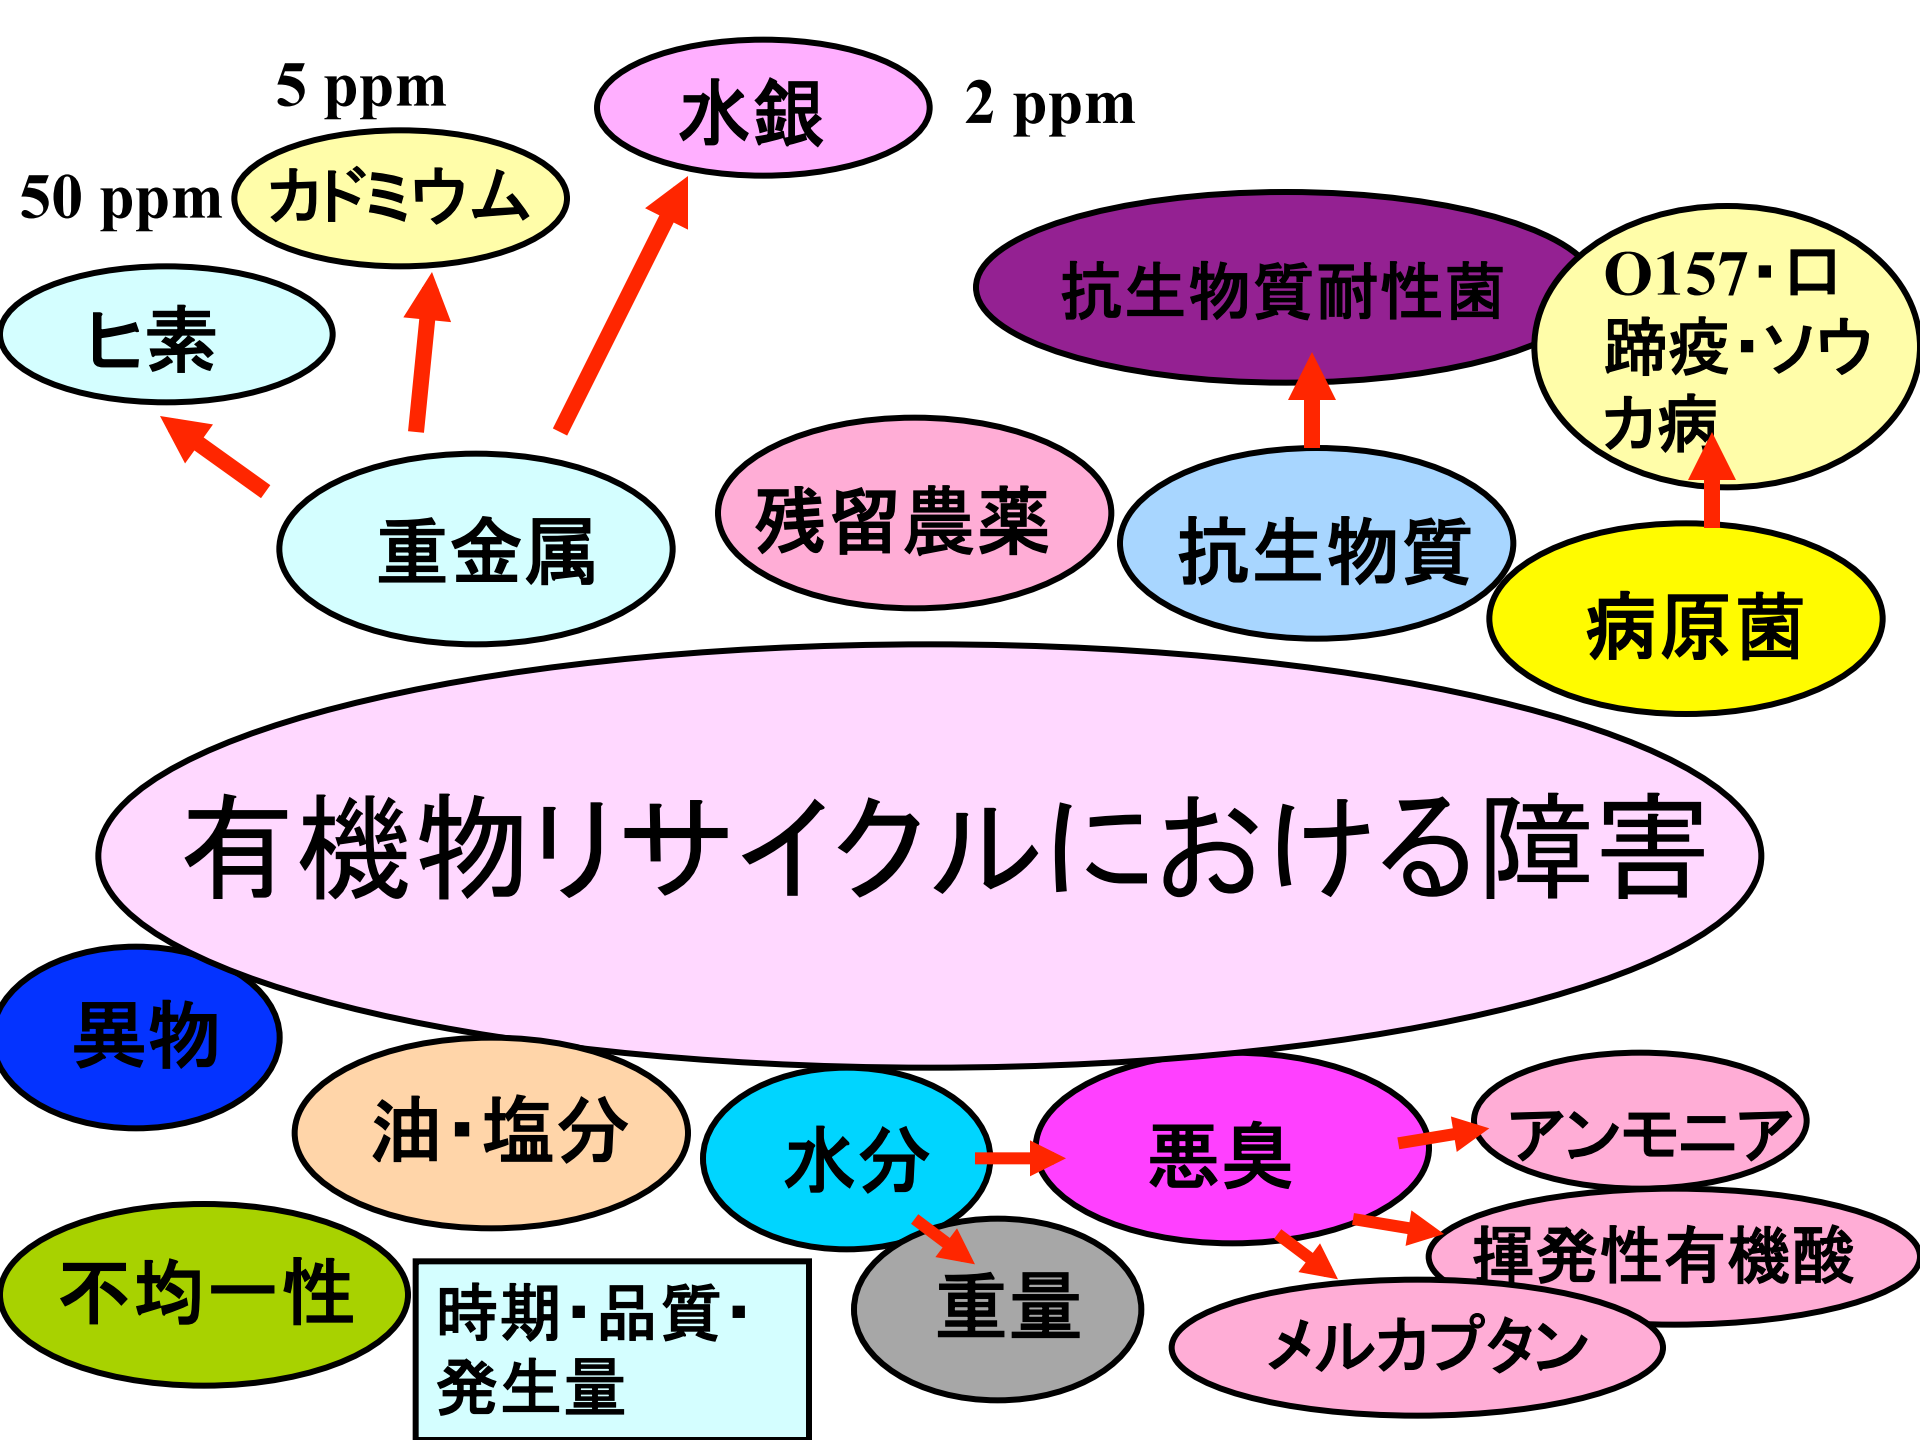 5 ppm
水銀
2 ppm
50 ppm
カドミウム
ヒ素
抗生物質耐性菌
O157・口
蹄疫・ソウ
カ病
重金属
残留農薬
抗生物質
病原菌
有機物リサイクルにおける障害
異物
油・塩分
水分
悪臭
アンモニア
揮発性有機酸
メルカプタン
重量
不均一性
時期・品質・
発生量